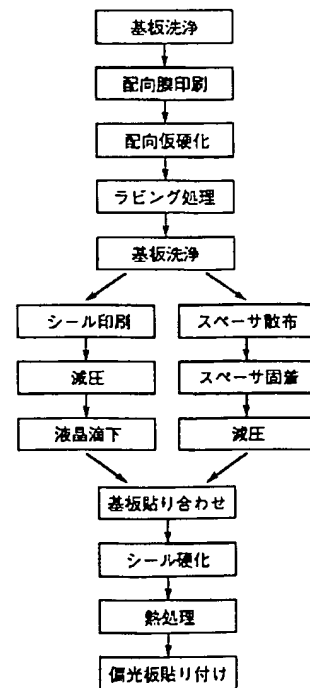 基板洗浄
配向膜印刷
配向仮硬化
ラビング処理
基板洗浄
シール印刷
スペーサ散布
減圧
スペーサ固着
液晶滴下
減圧
基板貼り合わせ
シール硬化
熱処理
偏光板貼り付け